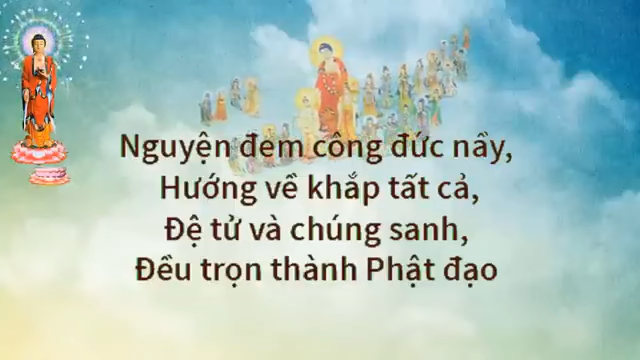 Nguyện đem công đức nầy,
Hướng về khắp tất cả,
Đệ tử và chúng sanh,
Đều trọn thành Phật đạo